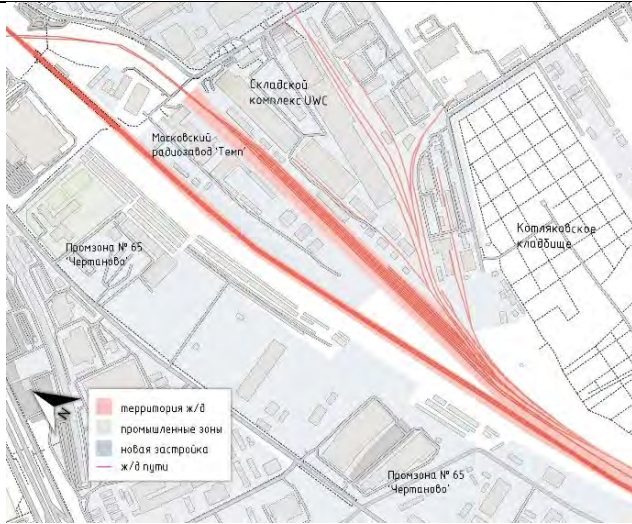 Складской
комплекс UWC
Московский
радиозавод 'Темп'
Котляковское
кладбище
Промзона № 65
'Чертаново'
территория ж/д
промышленные зоны
новая застройка
ж/д пути
N
Промзона № 65
'Чертаново'